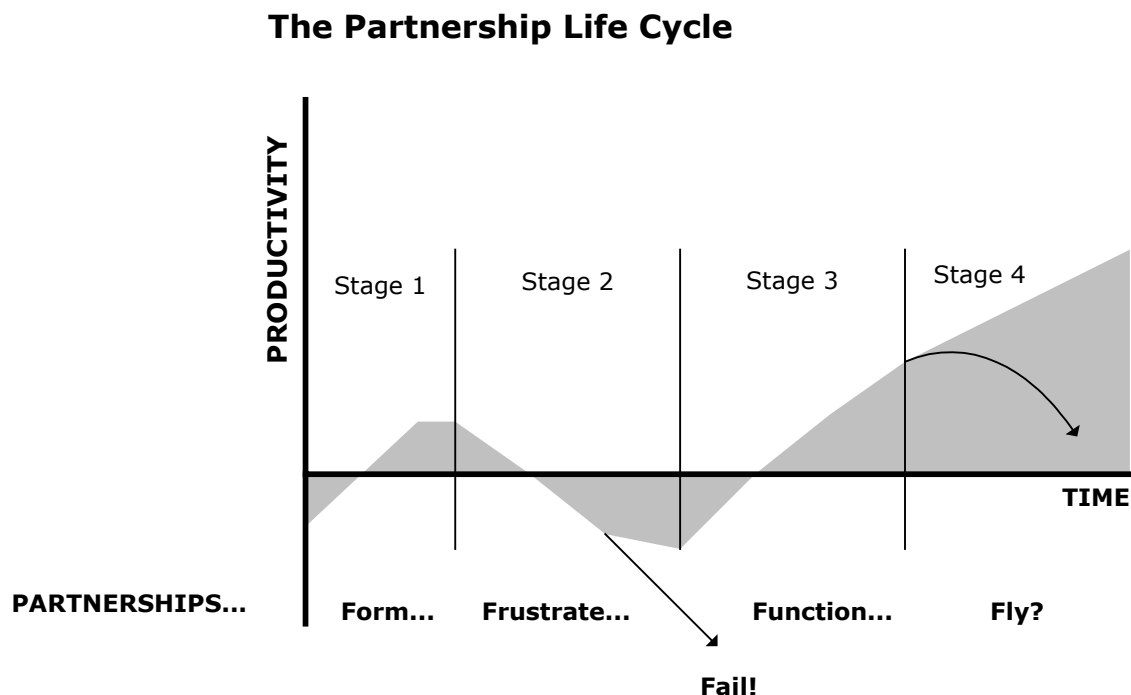 The Partnership Life Cycle
PRODUCTIVITY
Stage 1
Stage 2
Stage 3
Stage 4
TIME
PARTNERSHIPS...
Form...
Frustrate...
Function...
Fly?
Fail!